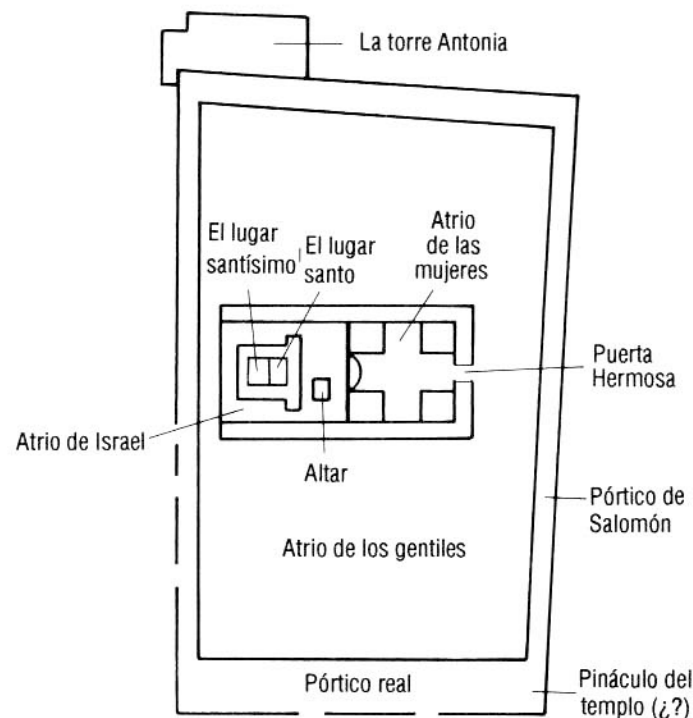 La torre Antonia
El lugar
santísimo
El lugar
santo
Atrio
de las
mujeres
Puerta
Hermosa
Atrio de Israel
Altar
Pórtico de
Salomón
Atrio de los gentiles
Pórtico real
Pináculo del
templo (¿?)